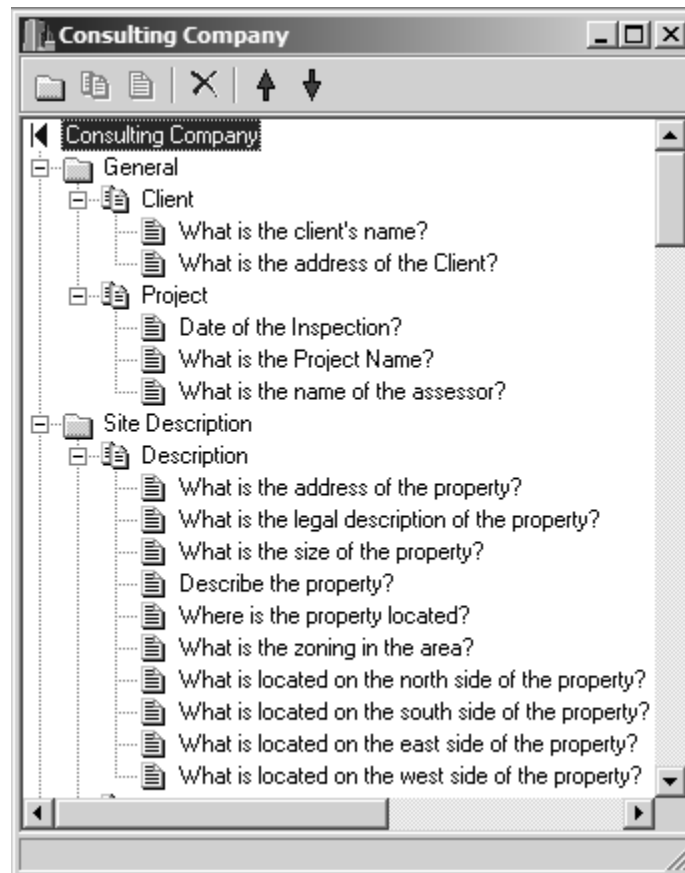 Consulting Company
Consulting Company
General
Client
What is the client's name?
What is the address of the Client?
Project
Date of the Inspection?
What is the Project Name?
What is the name of the assessor?
Site Description
Description
What is the address of the property?
What is the legal description of the property?
What is the size of the property?
Describe the property?
Where is the property located?
What is the zoning in the area?
What is located on the north side of the property?
What is located on the south side of the property?
What is located on the east side of the property?
What is located on the west side of the property?